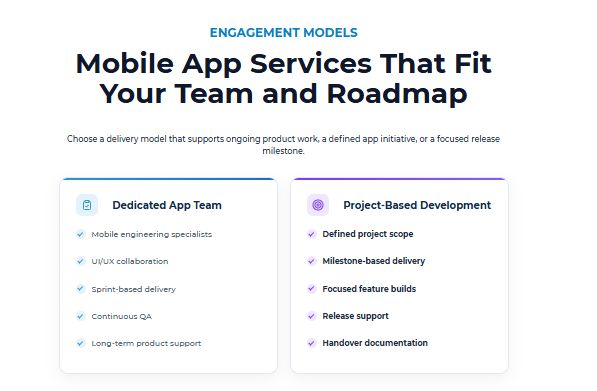 ENGAGEMENT MODELS
Mobile App Services That Fit
Your Team and Roadmap
Choose a delivery model that supports ongoing product work, a defined app initiative, or a focused release
milestone.
Dedicated App Team
Mobile engineering specialists
UI/UX collaboration
Sprint-based delivery
Continuous QA
Long-term product support
Project-Based Development
Defined project scope
Milestone-based delivery
Focused feature builds
Release support
Handover documentation